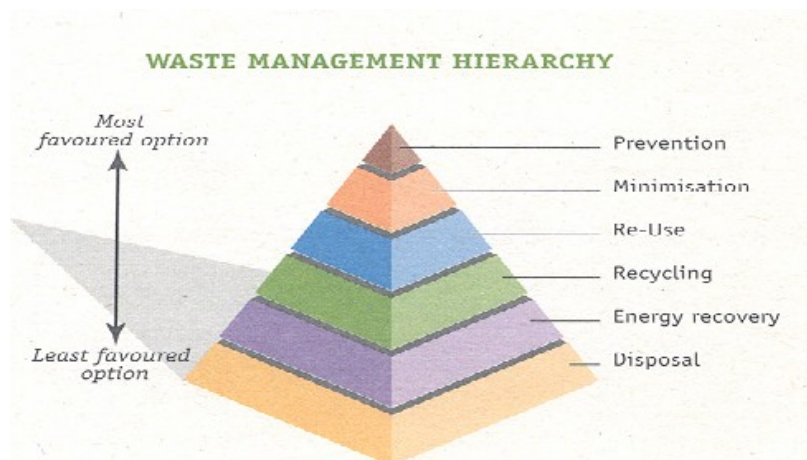 WASTE MANAGEMENT HIERARCHY
Most
favoured option
Prevention
Minimisation
Re-Use
Recycling
Energy recovery
Disposal
Least favoured
option